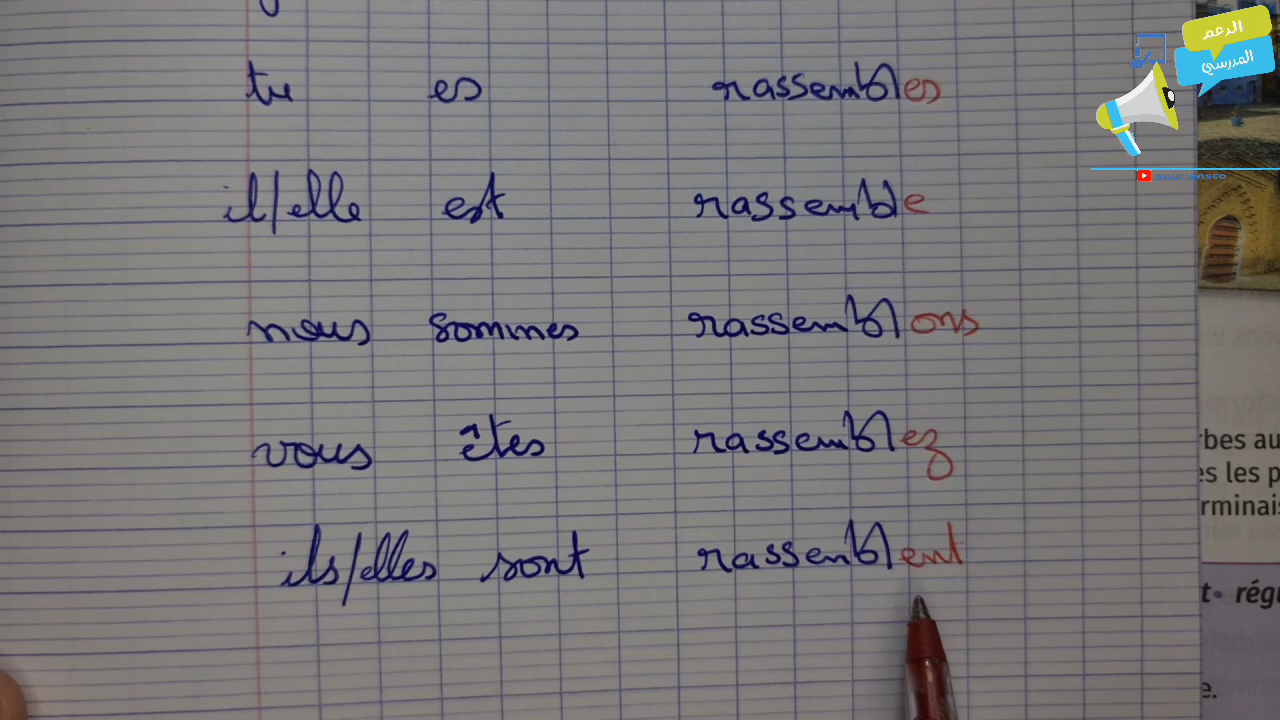 الدعم
المدرسي
tu es rassembles
il/elle est rassemble
nous sommes rassemblons
vous êtes rassemblez
ils/elles sont rassemblent
rbes au
es les p
rminais
t• régu
e.